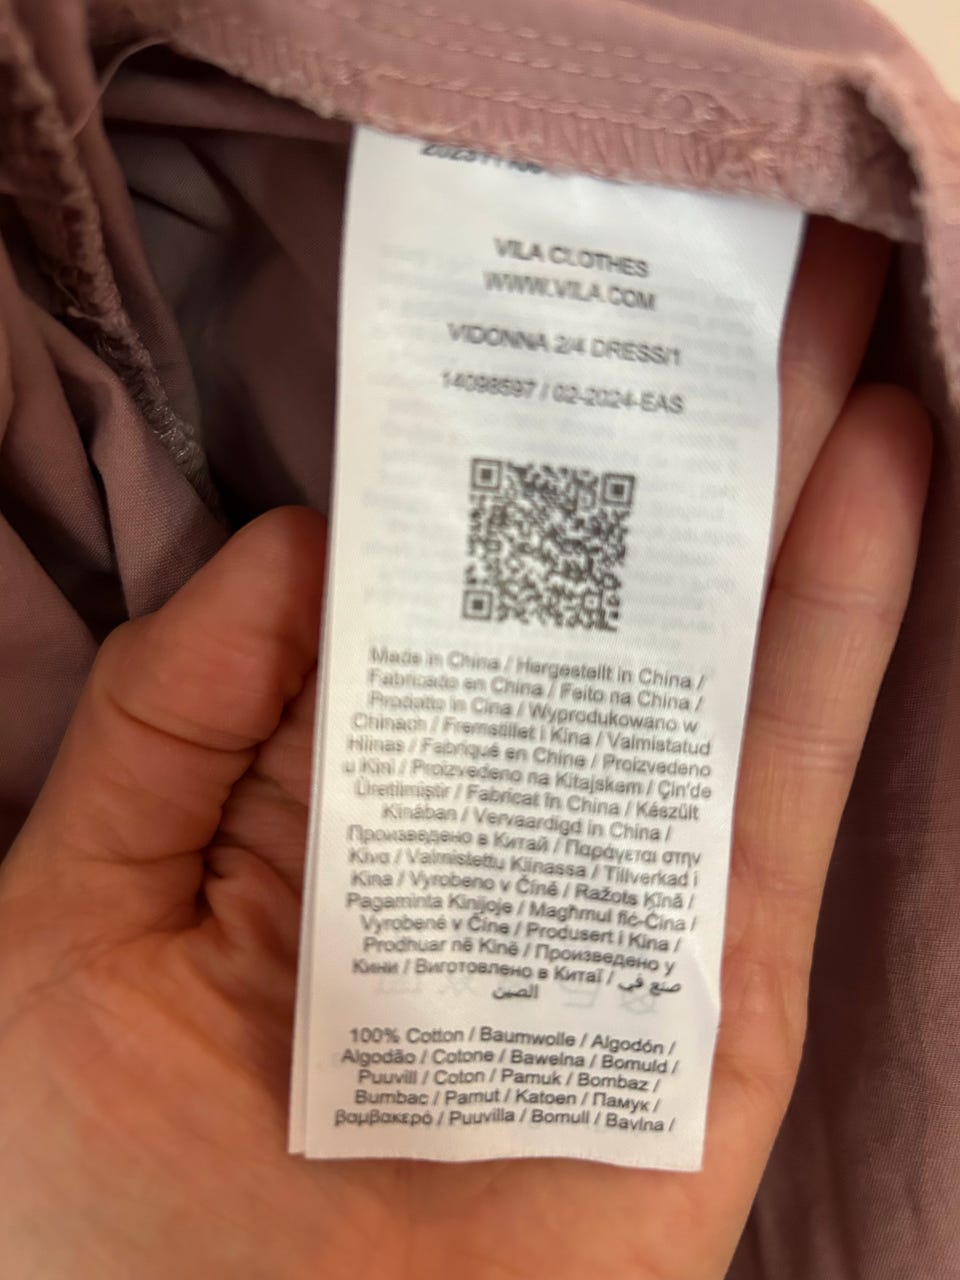 VILA CLOTHES
WWW.VILA.COM
VIDONNA 2/4 DRESS/1
14098597 / 02-2024-EAS
Made in China / Hergestellt in China /
Fabricado en China / Feito na China /
Prodotto in Cina / Wyprodukowano w
Chinach / Fremstillet i Kina / Valmistatud
Hiinas / Fabriqué en Chine / Proizvedeno
u Kini / Proizvedeno na Kitajskem / Çin'de
Üretilmiştir / Fabricat în China / Készült
Kínában / Vervaardigd in China /
Произведено в Китай / Παράγεται στην
Κίνα / Valmistettu Kiinassa / Tillverkad i
Kina / Vyrobeno v Číně / Ražots Ķīnā /
Pagaminta Kinijoje / Magħmul fiċ-Ċina /
Vyrobené v Číne / Produsert i Kina /
Prodhuar në Kinë / Произведено у
Кини / Виготовлено в Китаї / صنع في
الصين
100% Cotton / Baumwolle / Algodón /
Algodão / Cotone / Bawełna / Bomuld /
Puuvill / Coton / Pamuk / Bombaž /
Bumbac / Pamut / Katoen / Памук /
βαμβακερό / Puuvilla / Bomull / Bavlna /